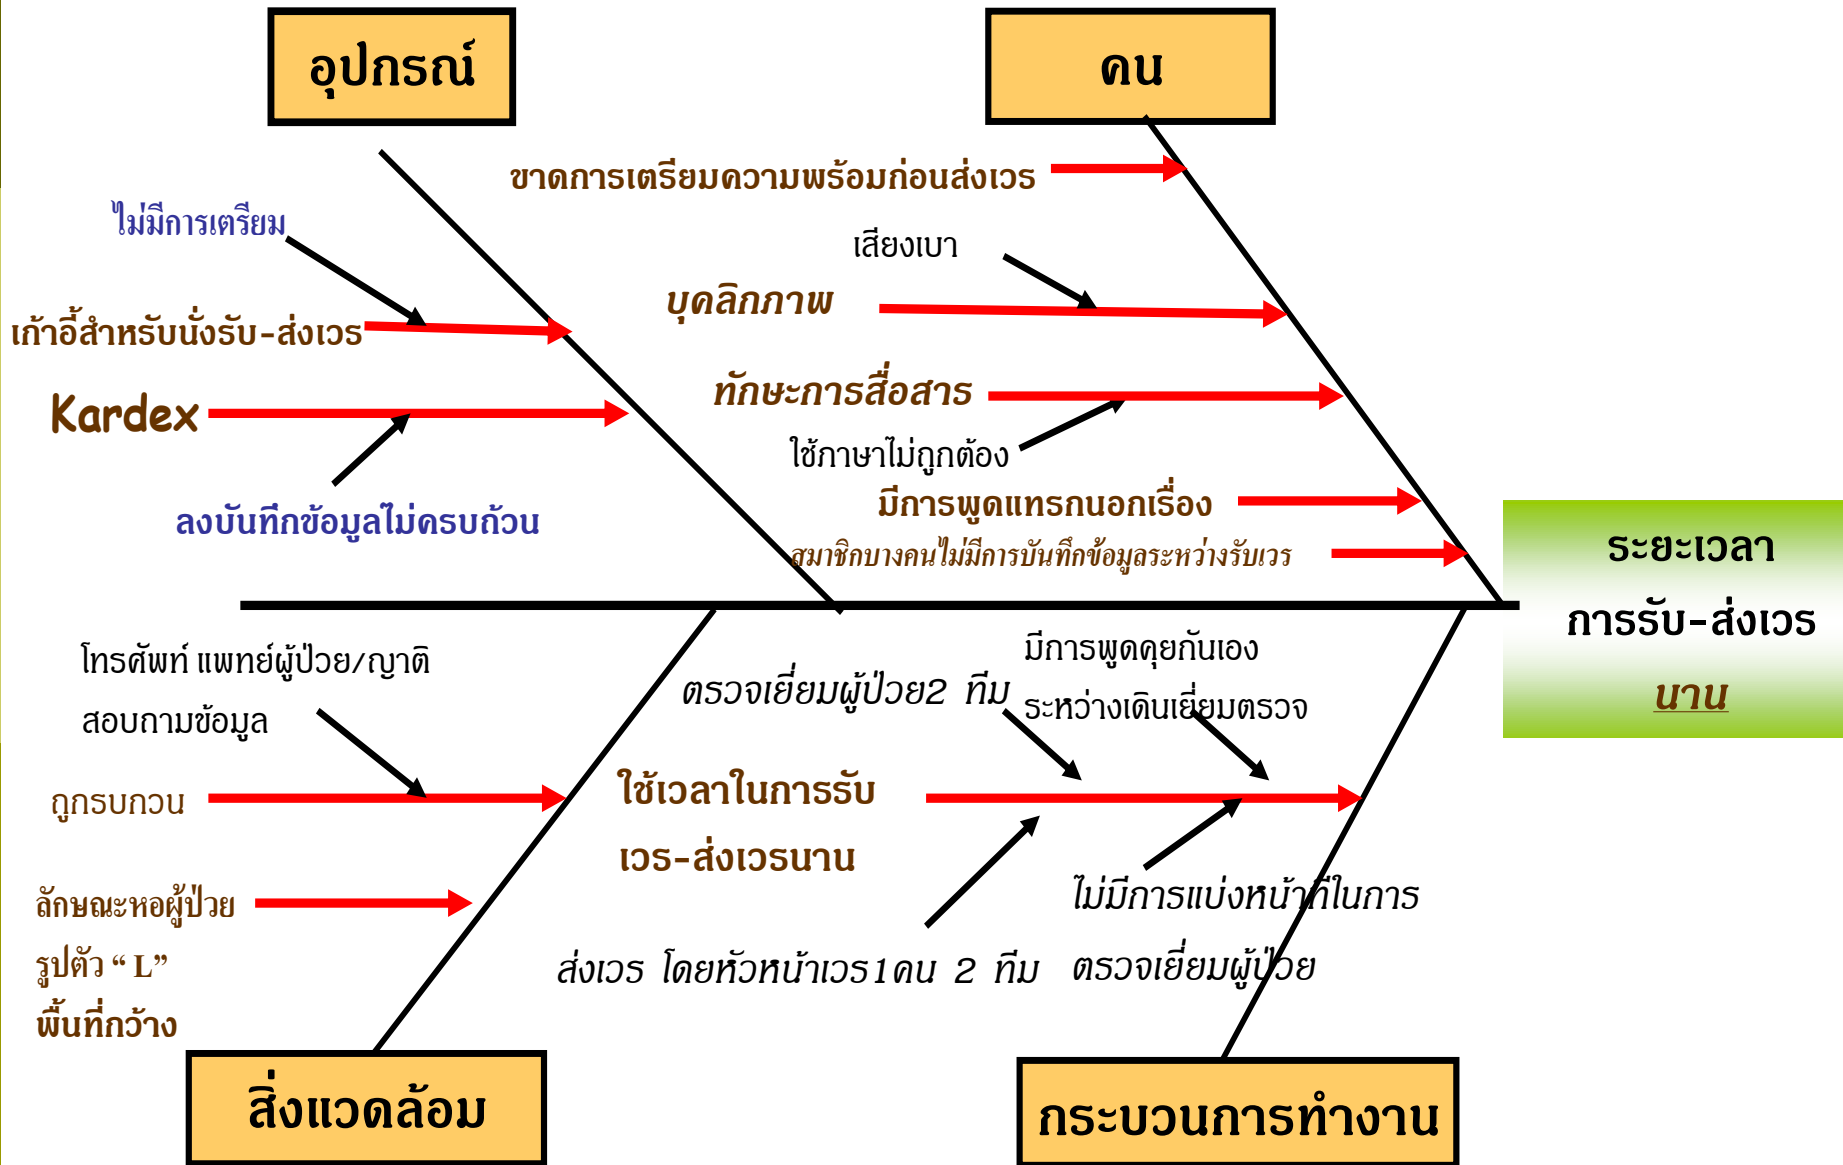 อุปกรณ์
คน
ขาดการเตรียมความพร้อมก่อนส่งเวร
ไม่มีการเตรียม
เสียงเบา
บุคลิกภาพ
เก้าอี้สำหรับนั่งรับ-ส่งเวร
ทักษะการสื่อสาร
Kardex
ใช้ภาษาไม่ถูกต้อง
มีการพูดแทรกนอกเรื่อง
ลงบันทึกข้อมูลไม่ครบถ้วน
สมาชิกบางคนไม่มีการบันทึกข้อมูลระหว่างรับเวร
ระยะเวลา
การรับ-ส่งเวร
นาน
โทรศัพท์ แพทย์ผู้ป่วย/ญาติ
สอบถามข้อมูล
ตรวจเยี่ยมผู้ป่วย2 ทีม
มีการพูดคุยกันเอง
ระหว่างเดินเยี่ยมตรวจ
ถูกรบกวน
ใช้เวลาในการรับ
เวร-ส่งเวรนาน
ลักษณะหอผู้ป่วย
รูปตัว “ L”
พื้นที่กว้าง
ส่งเวร โดยหัวหน้าเวร1คน 2 ทีม
ไม่มีการแบ่งหน้าที่ในการ
ตรวจเยี่ยมผู้ป่วย
สิ่งแวดล้อม
กระบวนการทำงาน